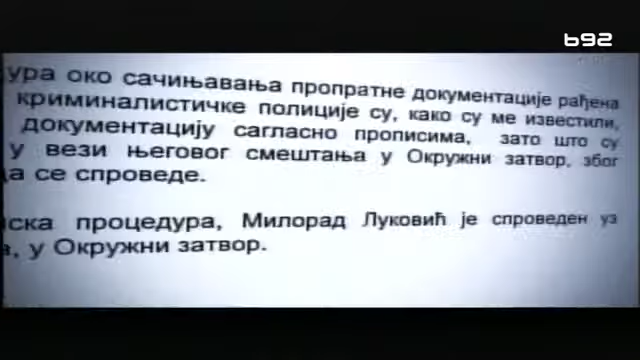 b92
ура око сачињавања пропратне документације рађена
криминалистичке полиције су, како су ме известили,
документацију сагласно прописима, зато што су
у вези његовог смештања у Окружни затвор, због
да се спроведе.
ска процедура, Милорад Луковић је спроведен уз
а, у Окружни затвор.